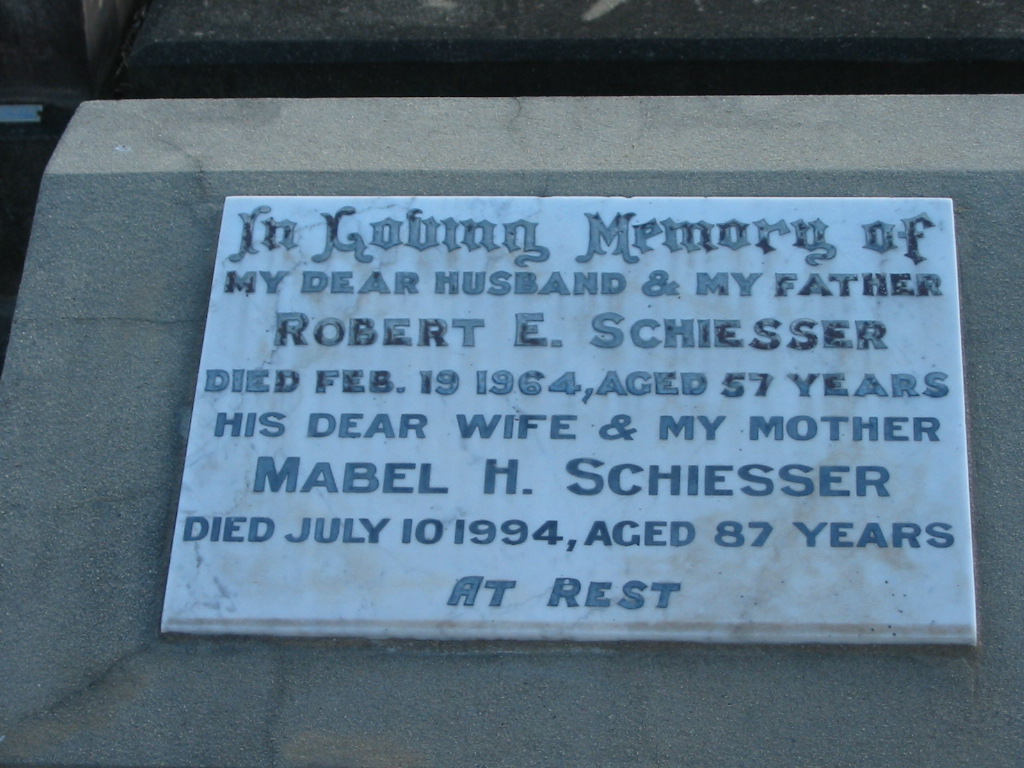 In Loving Memory of
MY DEAR HUSBAND & MY FATHER
ROBERT E. SCHIESSER
DIED FEB. 19 1964, AGED 57 YEARS
HIS DEAR WIFE & MY MOTHER
MABEL H. SCHIESSER
DIED JULY 10 1994, AGED 87 YEARS
AT REST